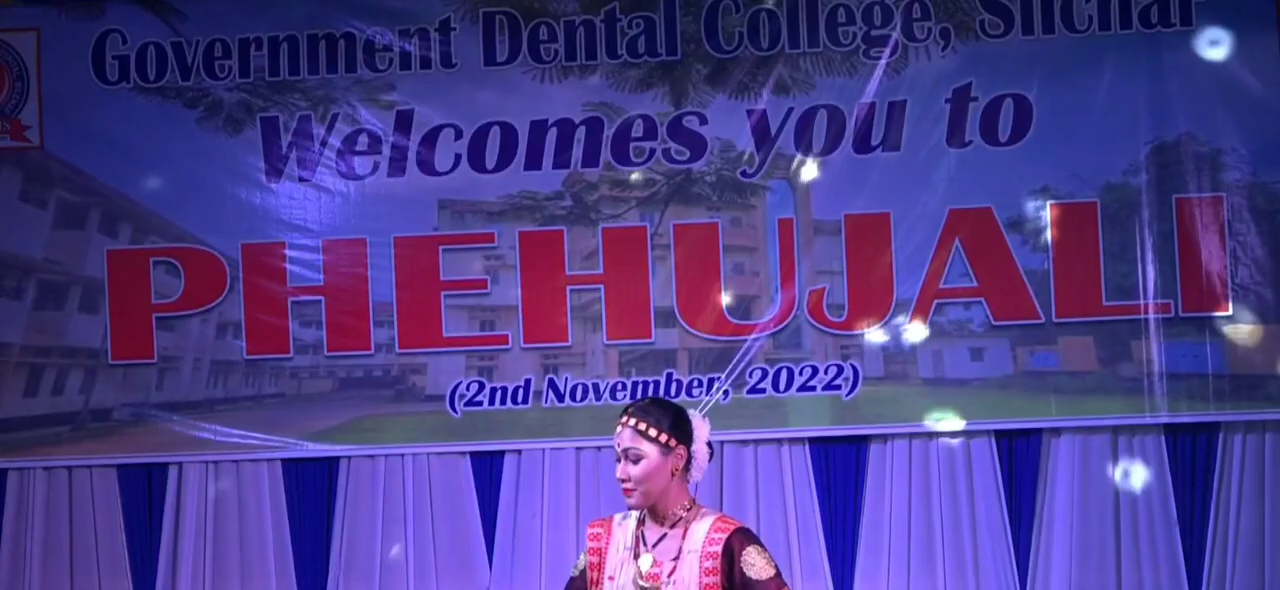 Government Dental College, Silchar
Welcomes you to
PHEHUJALI
(2nd November, 2022)